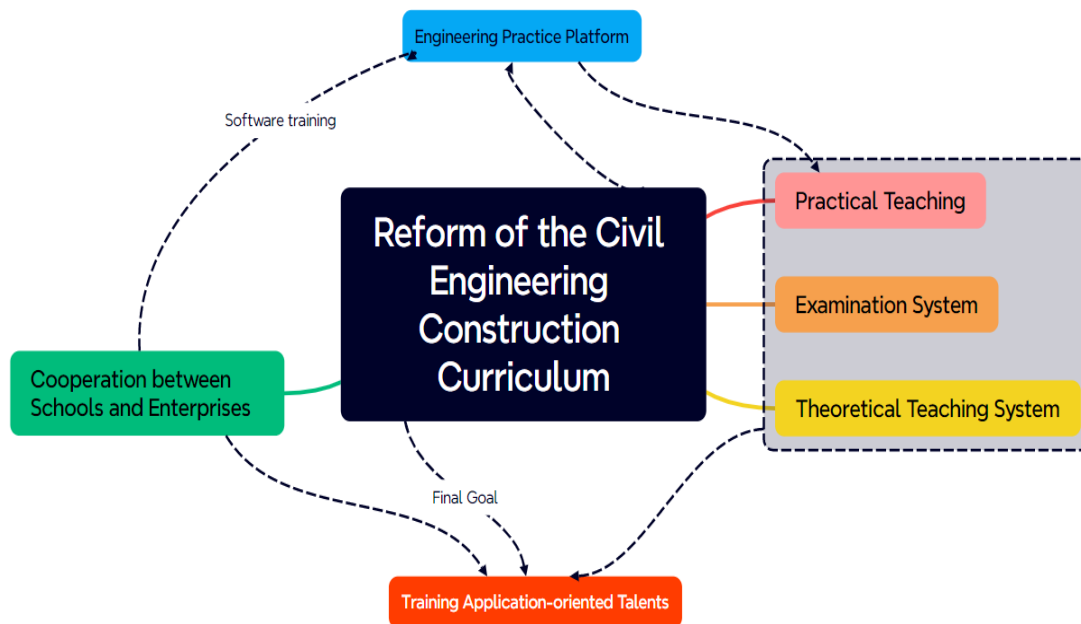 Engineering Practice Platform
Software training
Practical Teaching
Reform of the Civil
Engineering
Construction
Curriculum
Examination System
Cooperation between
Schools and Enterprises
Theoretical Teaching System
Final Goal
Training Application-oriented Talents